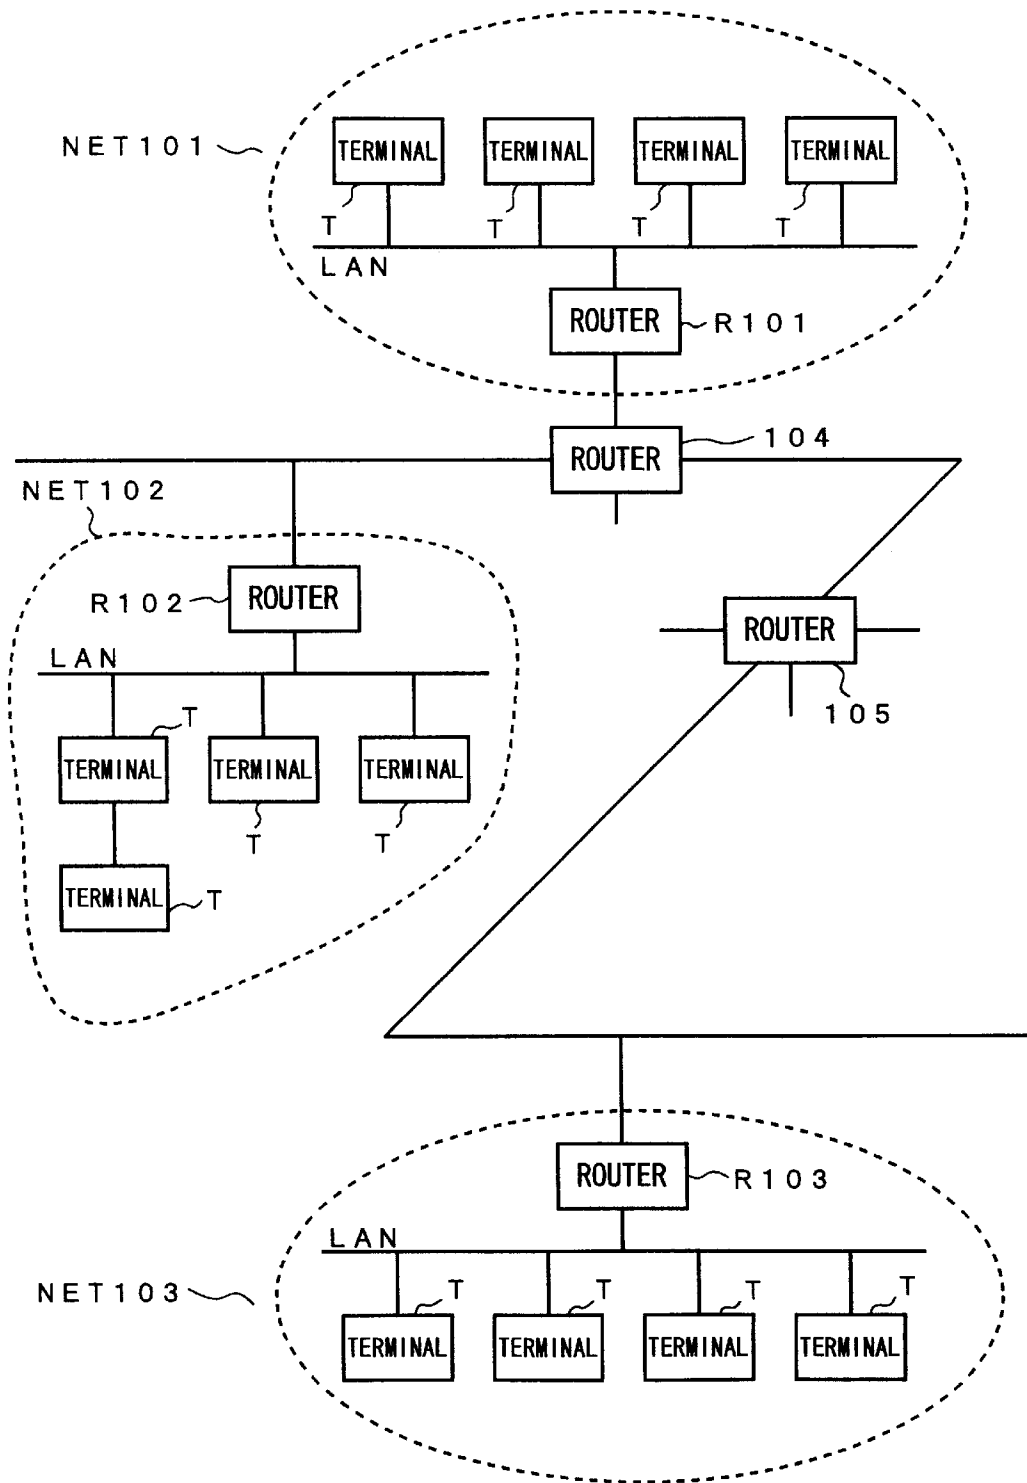 NET101
TERMINAL TERMINAL TERMINAL TERMINAL
T T T T
LAN
ROUTER R101
ROUTER 104
NET102
R102 ROUTER
ROUTER
105
LAN
T
TERMINAL TERMINAL TERMINAL
T T
TERMINAL T
ROUTER R103
LAN
NET103
T T T T
TERMINAL TERMINAL TERMINAL TERMINAL